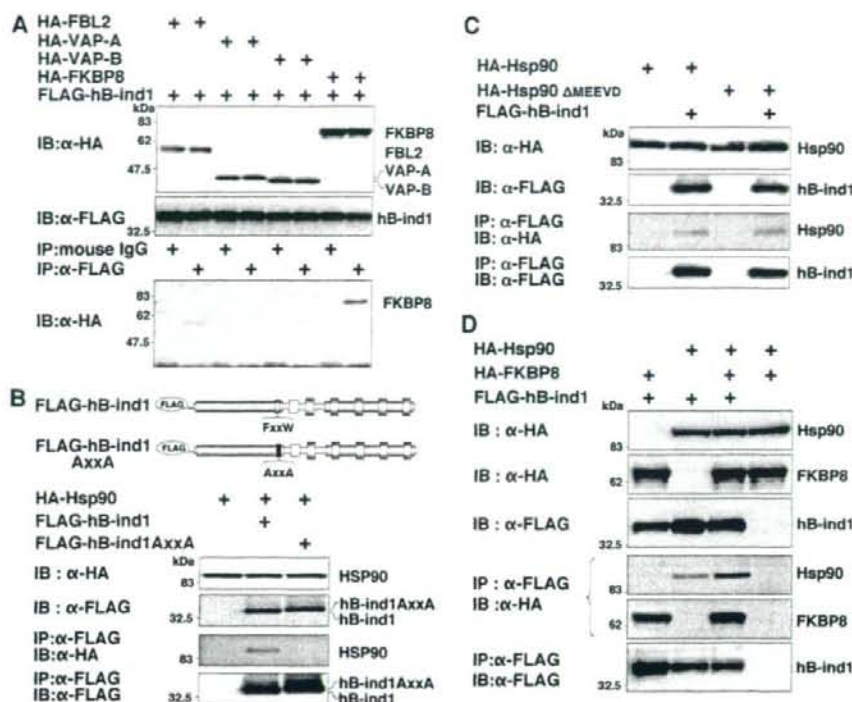 A
HA-FBL2 + +
HA-VAP-A + +
HA-VAP-B + +
HA-FKBP8 + +
FLAG-hB-ind1 + + + + + + + +
kDa
83
62
47.5
IB:α-HA
FKBP8
FBL2
VAP-A
VAP-B
IB:α-FLAG
32.5
hB-ind1
IP:mouse IgG + + + +
IP:α-FLAG + + + +
83
62
47.5
IB:α-HA
FKBP8
B
FLAG-hB-ind1
FLAG
FxxW
FLAG-hB-ind1
AxxA
FLAG
AxxA
HA-Hsp90 + + +
FLAG-hB-ind1 +
FLAG-hB-ind1AxxA +
kDa
IB : α-HA
83
HSP90
IB : α-FLAG
32.5
hB-ind1AxxA
hB-ind1
IP:α-FLAG
IB:α-HA
83
HSP90
IP:α-FLAG
IB:α-FLAG
32.5
hB-ind1AxxA
hB-ind1
C
HA-Hsp90 + +
HA-Hsp90 ΔMEEVD + +
FLAG-hB-ind1 + +
kDa
IB: α-HA
83
Hsp90
IB: α-FLAG
32.5
hB-ind1
IP: α-FLAG
IB: α-HA
83
Hsp90
IP: α-FLAG
IB: α-FLAG
32.5
hB-ind1
D
HA-Hsp90 + + +
HA-FKBP8 + + +
FLAG-hB-ind1 + + +
kDa
IB : α-HA
83
Hsp90
IB : α-HA
62
FKBP8
IB : α-FLAG
32.5
hB-ind1
IP : α-FLAG
IB :α-HA
83
Hsp90
62
FKBP8
IP:α-FLAG
IB:α-FLAG
32.5
hB-ind1